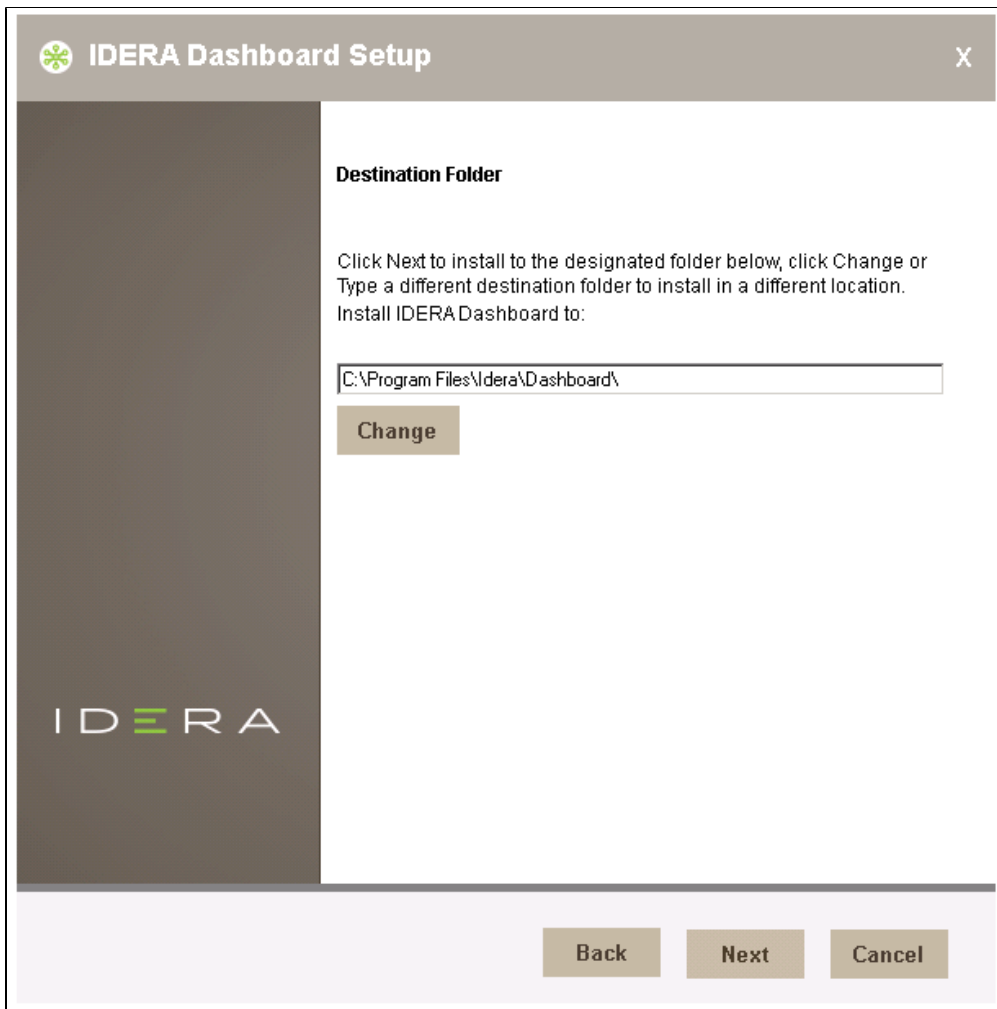 IDERA Dashboard Setup
X
Destination Folder
Click Next to install to the designated folder below, click Change or
Type a different destination folder to install in a different location.
Install IDERA Dashboard to:
C:\Program Files\Idera\Dashboard\
Change
IDERA
Back
Next
Cancel